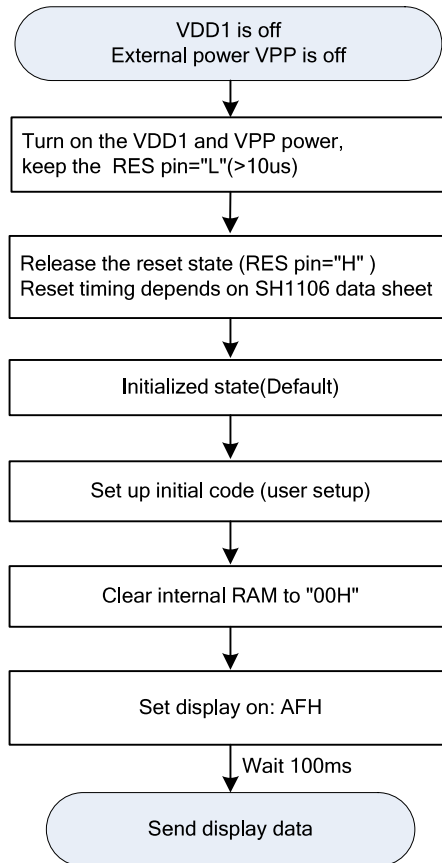 VDD1 is off
External power VPP is off
Turn on the VDD1 and VPP power,
keep the RES pin="L"(>10us)
Release the reset state (RES pin="H" )
Reset timing depends on SH1106 data sheet
Initialized state(Default)
Set up initial code (user setup)
Clear internal RAM to "00H"
Set display on: AFH
Wait 100ms
Send display data